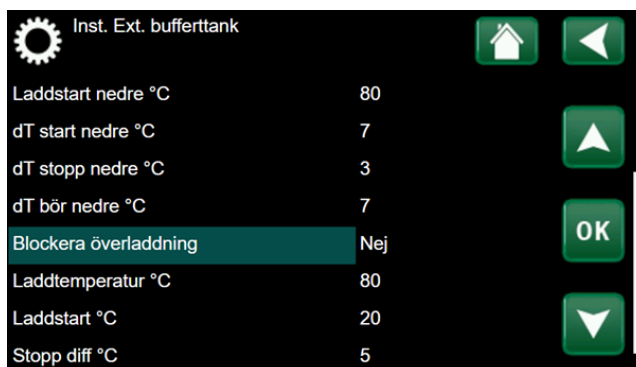 Inst. Ext. bufferttank
Laddstart nedre °C 80
dT start nedre °C 7
dT stopp nedre °C 3
dT bör nedre °C 7
Blockera överladdning Nej
OK
Laddtemperatur °C 80
Laddstart °C 20
Stopp diff °C 5